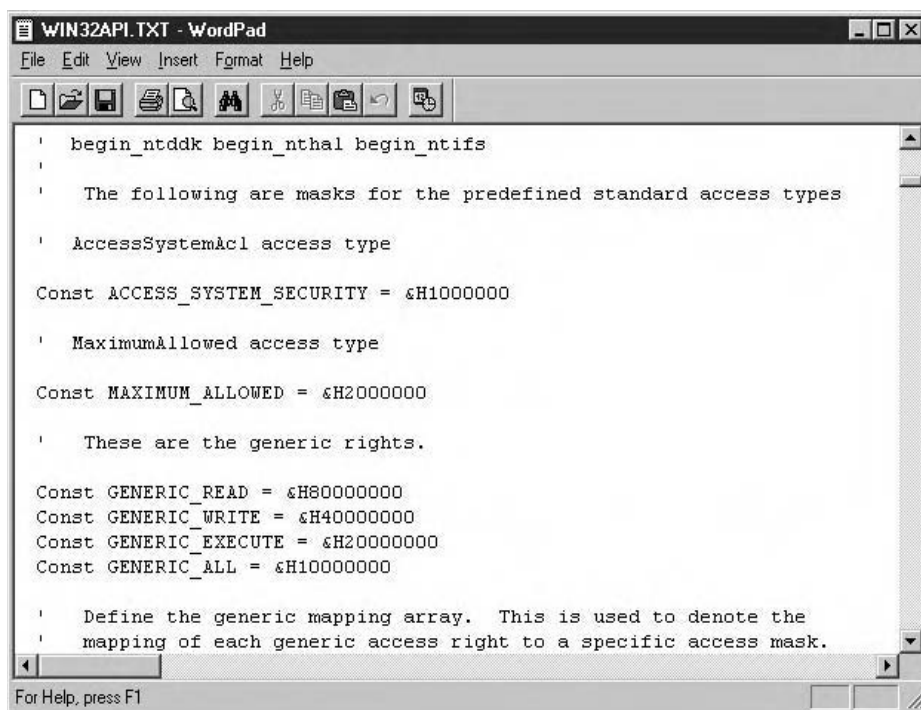 WIN32API.TXT - WordPad
File Edit View Insert Format Help
' begin_ntddk begin_nthal begin_ntifs
'
' The following are masks for the predefined standard access types
' AccessSystemAcl access type
Const ACCESS_SYSTEM_SECURITY = &H1000000
' MaximumAllowed access type
Const MAXIMUM_ALLOWED = &H2000000
' These are the generic rights.
Const GENERIC_READ = &H80000000
Const GENERIC_WRITE = &H40000000
Const GENERIC_EXECUTE = &H20000000
Const GENERIC_ALL = &H10000000
' Define the generic mapping array. This is used to denote the
' mapping of each generic access right to a specific access mask.
For Help, press F1